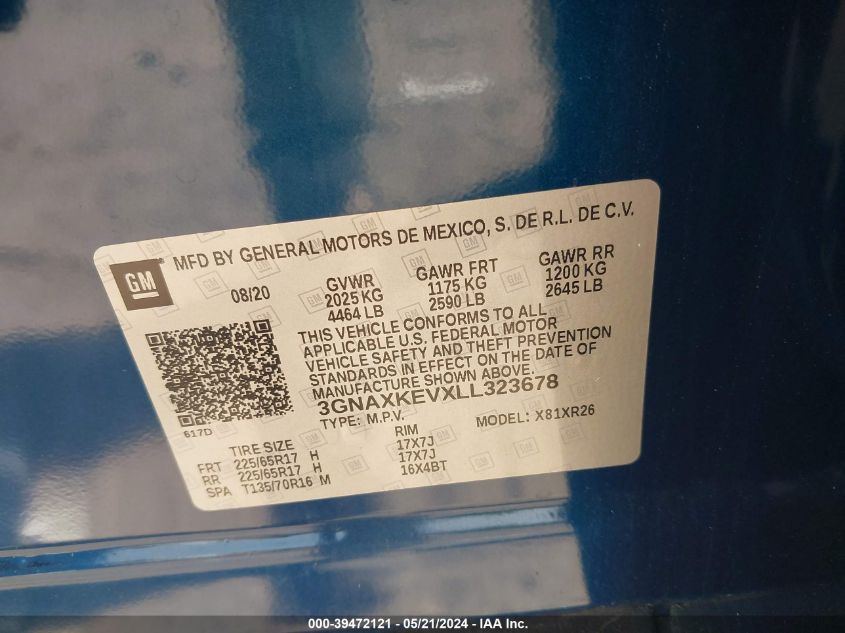 MFD BY GENERAL MOTORS DE MEXICO, S. DE R.L. DE C.V.
GM
08/20
GVWR
2025 KG
4464 LB
GAWR FRT
1175 KG
2590 LB
GAWR RR
1200 KG
2645 LB
THIS VEHICLE CONFORMS TO ALL
APPLICABLE U.S. FEDERAL MOTOR
VEHICLE SAFETY AND THEFT PREVENTION
STANDARDS IN EFFECT ON THE DATE OF
MANUFACTURE SHOWN ABOVE.
3GNAXKEVXLL323678
TYPE: M.P.V. MODEL: X81XR26
617D
TIRE SIZE RIM
FRT 225/65R17 H 17X7J
RR 225/65R17 H 17X7J
SPA T135/70R16 M 16X4BT
000-39472121 - 05/21/2024 - IAA Inc.